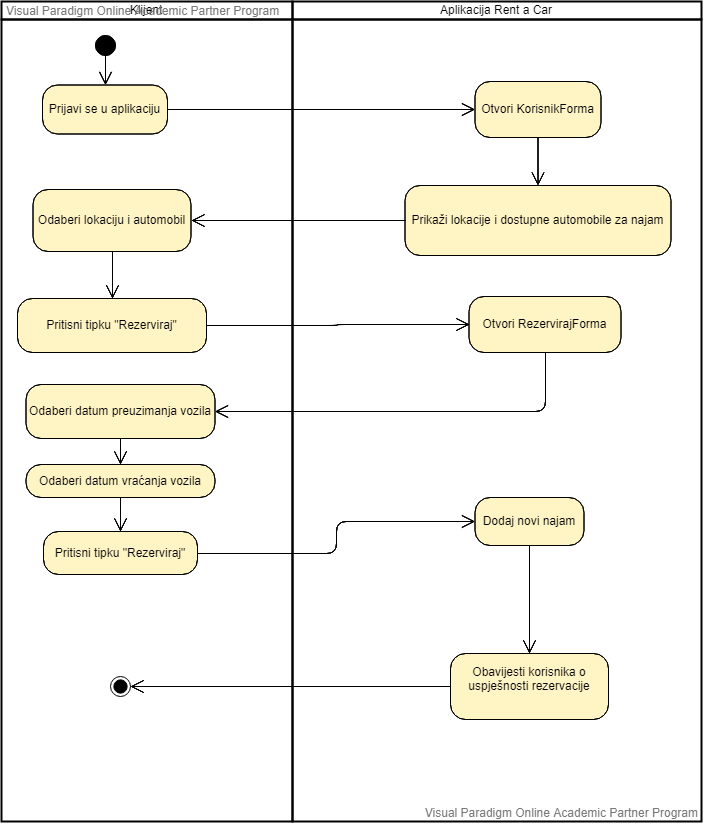 Visual Paradigm Online Academic Partner Program
Klijent
Aplikacija Rent a Car
Prijavi se u aplikaciju
Otvori KorisnikForma
Odaberi lokaciju i automobil
Prikaži lokacije i dostupne automobile za najam
Pritisni tipku "Rezerviraj"
Otvori RezervirajForma
Odaberi datum preuzimanja vozila
Odaberi datum vraćanja vozila
Pritisni tipku "Rezerviraj"
Dodaj novi najam
Obavijesti korisnika o
uspješnosti rezervacije
Visual Paradigm Online Academic Partner Program